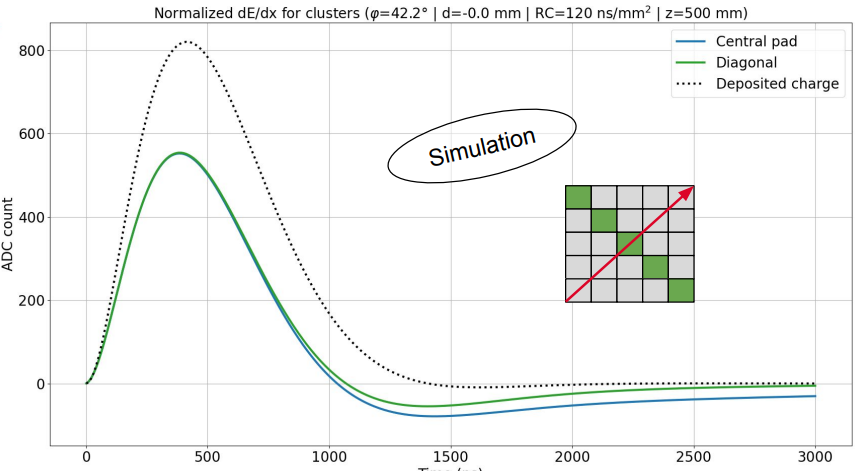 Normalized dE/dx for clusters (φ=42.2° | d=-0.0 mm | RC=120 ns/mm² | z=500 mm)
Central pad
Diagonal
Deposited charge
Simulation
ADC count
800
600
400
200
0
0 500 1000 1500 2000 2500 3000